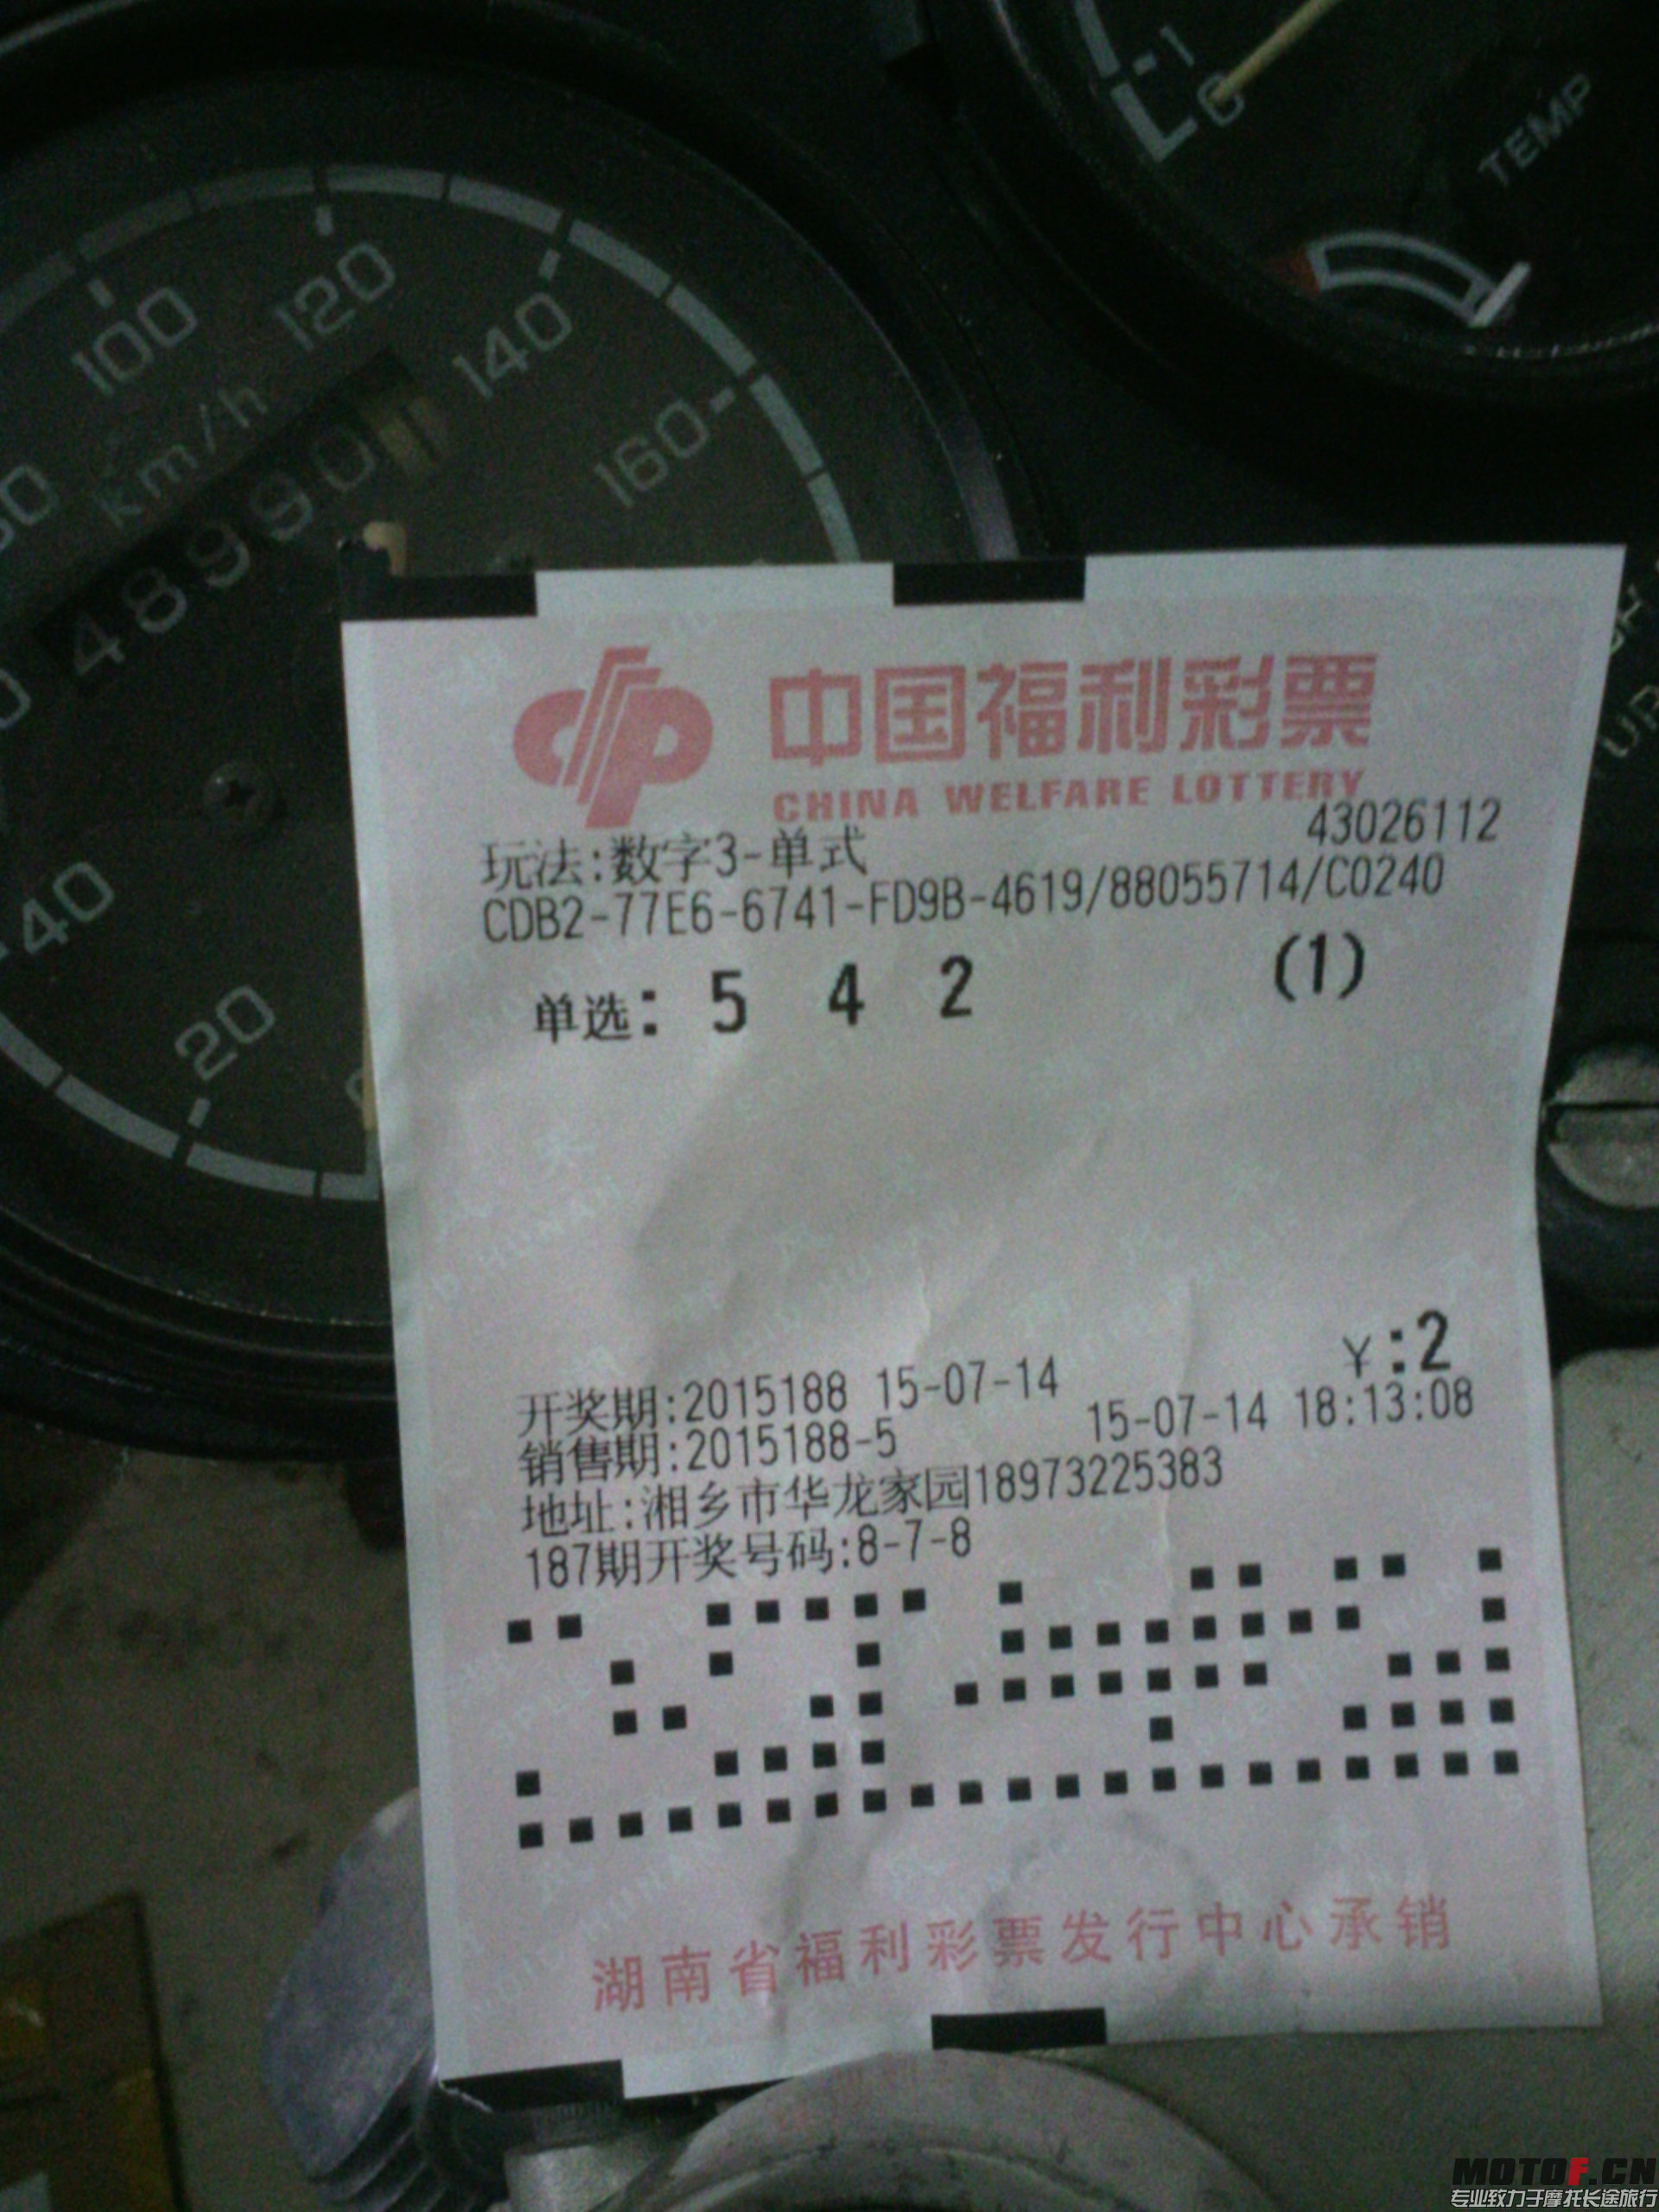 -1
0
TEMP
100
120
140
160
km/h
48990
40
20
中国福利彩票
CHINA WELFARE LOTTERY
43026112
玩法:数字3-单式
CDB2-77E6-6741-FD9B-4619/88055714/C0240
单选: 5 4 2 (1)
¥:2
开奖期:2015188 15-07-14
销售期:2015188-5 15-07-14 18:13:08
地址:湘乡市华龙家园18973225383
187期开奖号码:8-7-8
湖南省福利彩票发行中心承销
MOTOF.CN
专业致力于摩托长途旅行